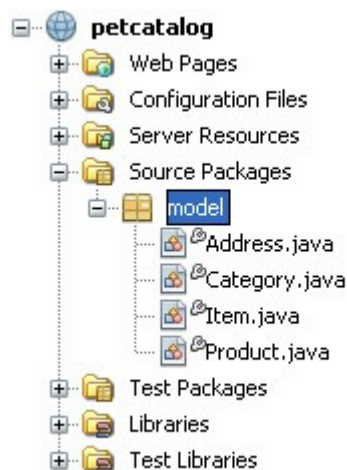 petcatalog
Web Pages
Configuration Files
Server Resources
Source Packages
model
Address.java
Category.java
Item.java
Product.java
Test Packages
Libraries
Test Libraries